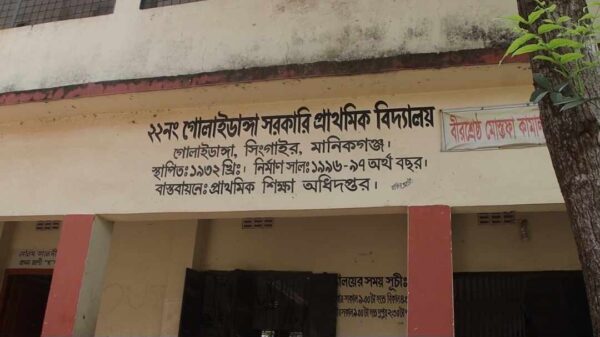 ২২নং গোলাইডাঙ্গা সরকারি প্রাথমিক বিদ্যালয়
গোলাইডাঙ্গা, সিংগাইর, মানিকগঞ্জ।
স্থাপিতঃ ১৯৩২ খ্রিঃ। নির্মাণ সালঃ ১৯৯৬-৯৭ অর্থ বছর।
বাস্তবায়নেঃ প্রাথমিক শিক্ষা অধিদপ্তর।
বীরশ্রেষ্ঠ মোস্তফা কামাল
সময় সূচীঃ